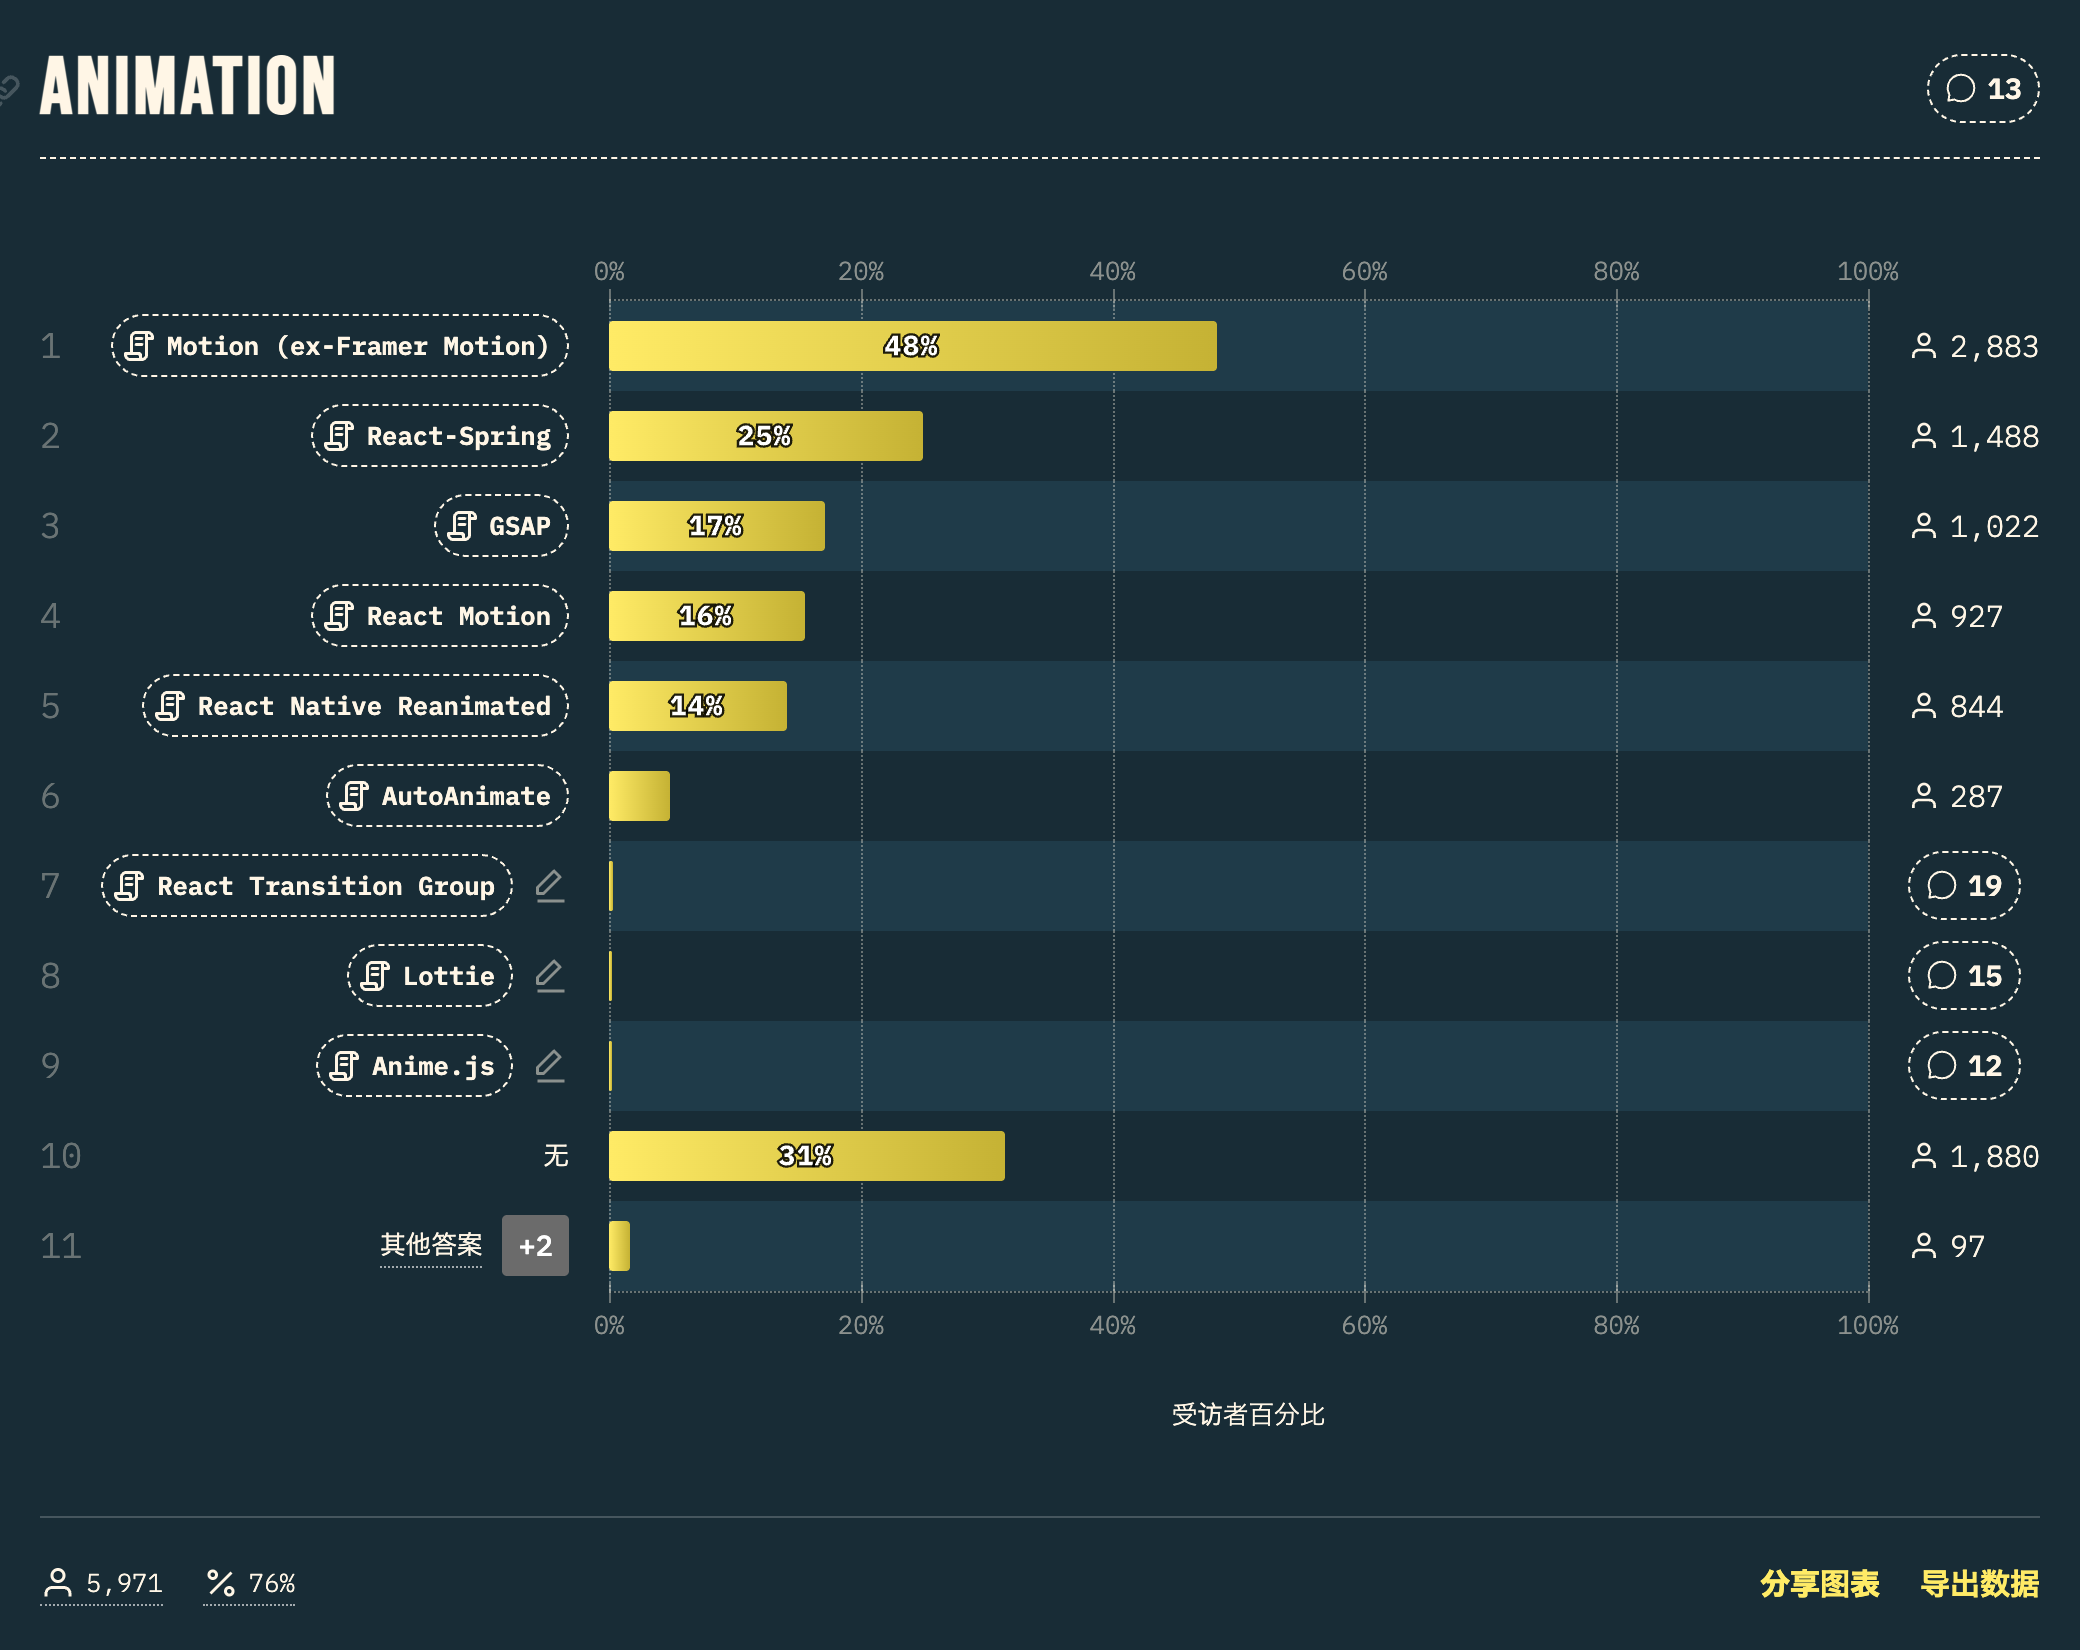 ANIMATION
13
0% 20% 40% 60% 80% 100%
1 Motion (ex-Framer Motion) 48% 2,883
2 React-Spring 25% 1,488
3 GSAP 17% 1,022
4 React Motion 16% 927
5 React Native Reanimated 14% 844
6 AutoAnimate 287
7 React Transition Group 19
8 Lottie 15
9 Anime.js 12
10 无 31% 1,880
11 其他答案 +2 97
0% 20% 40% 60% 80% 100%
受访者百分比
5,971 76% 分享图表 导出数据